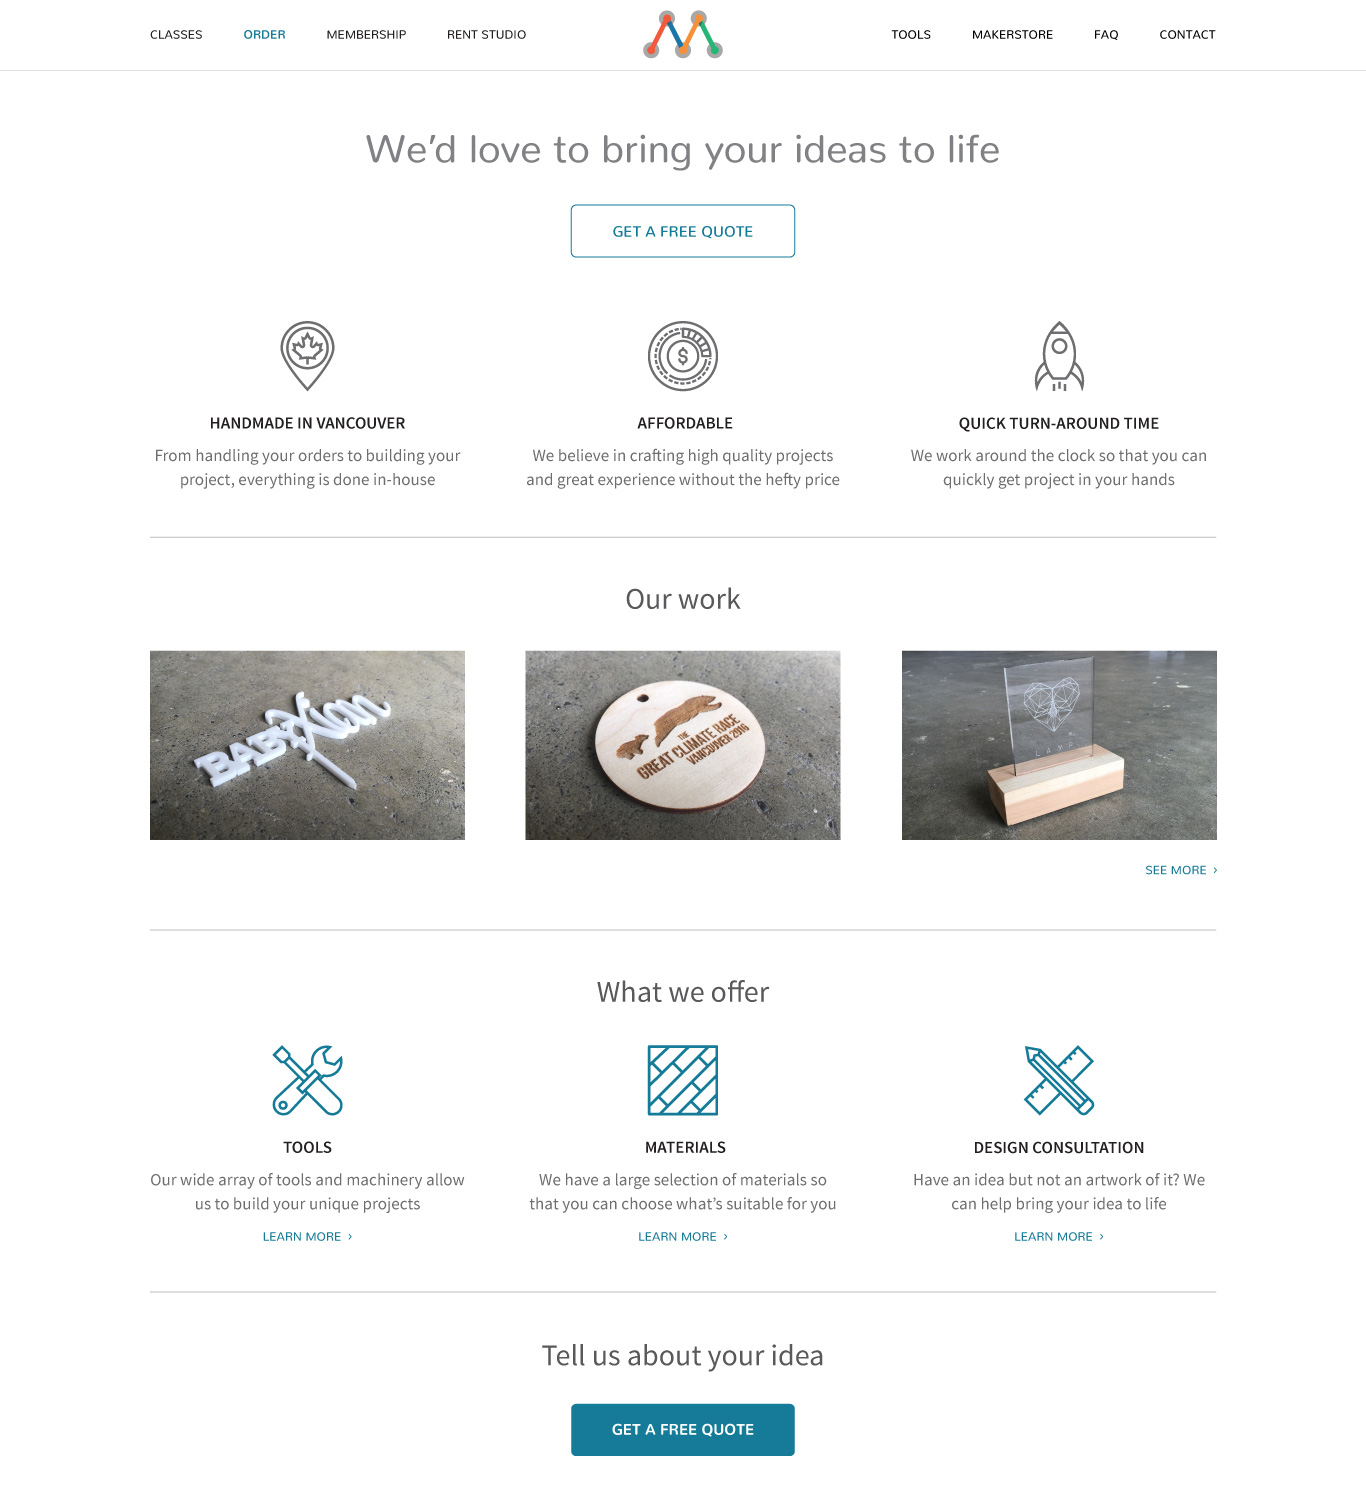 CLASSES
ORDER
MEMBERSHIP
RENT STUDIO
TOOLS
MAKERSTORE
FAQ
CONTACT
We’d love to bring your ideas to life
GET A FREE QUOTE
$
HANDMADE IN VANCOUVER
From handling your orders to building your
project, everything is done in-house
AFFORDABLE
We believe in crafting high quality projects
and great experience without the hefty price
QUICK TURN-AROUND TIME
We work around the clock so that you can
quickly get project in your hands
Our work
BABY Xian
THE
GREAT CLIMATE RACE
VANCOUVER 2016
LAMP
SEE MORE ›
What we offer
TOOLS
Our wide array of tools and machinery allow
us to build your unique projects
LEARN MORE ›
MATERIALS
We have a large selection of materials so
that you can choose what’s suitable for you
LEARN MORE ›
DESIGN CONSULTATION
Have an idea but not an artwork of it? We
can help bring your idea to life
LEARN MORE ›
Tell us about your idea
GET A FREE QUOTE